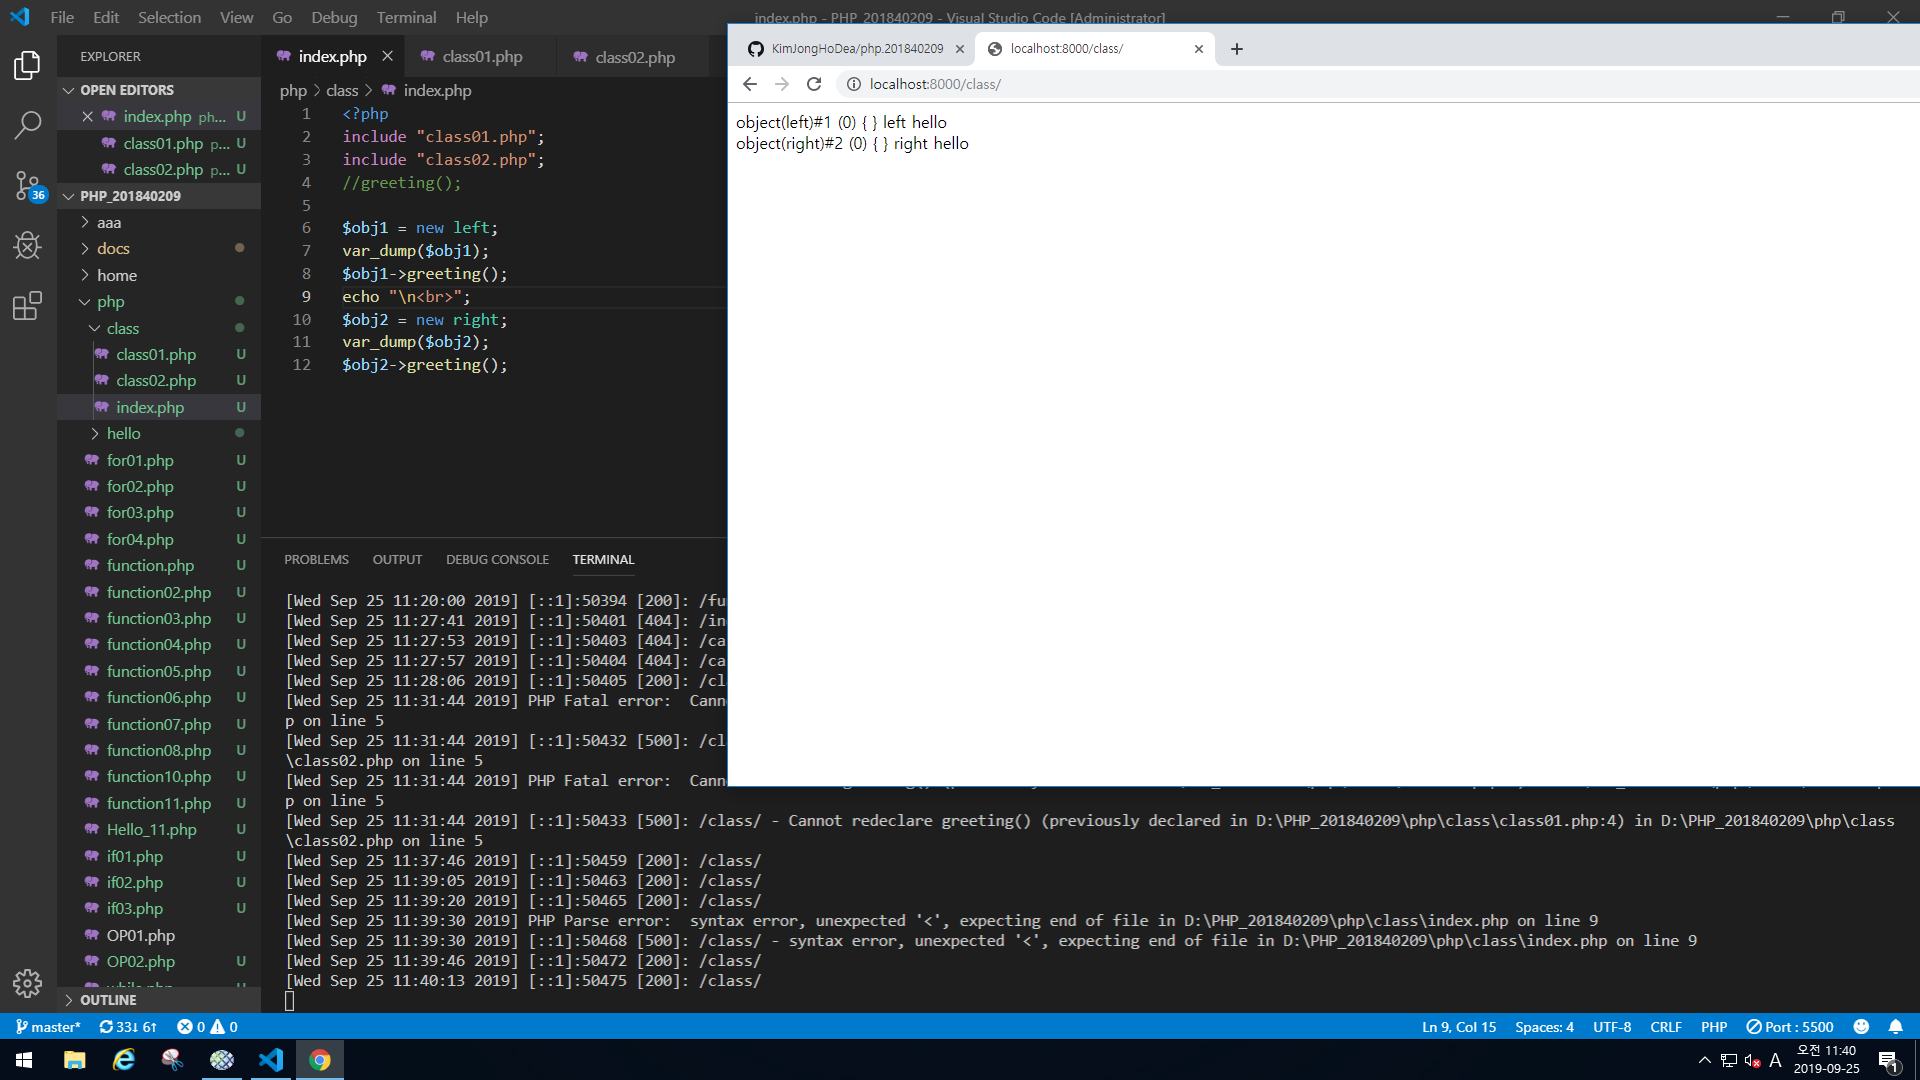 File Edit Selection View Go Debug Terminal Help
index.php - PHP_201840209 - Visual Studio Code [Administrator]
EXPLORER
OPEN EDITORS
index.php ph... U
class01.php p... U
class02.php p... U
PHP_201840209
aaa
docs
home
php
class
class01.php U
class02.php U
index.php U
hello
for01.php U
for02.php U
for03.php U
for04.php U
function.php U
function02.php U
function03.php U
function04.php U
function05.php U
function06.php U
function07.php U
function08.php U
function10.php U
function11.php U
Hello_11.php U
if01.php U
if02.php U
if03.php U
OP01.php
OP02.php U
OUTLINE
36
index.php class01.php class02.php
php > class > index.php
1 <?php
2 include "class01.php";
3 include "class02.php";
4 //greeting();
5
6 $obj1 = new left;
7 var_dump($obj1);
8 $obj1->greeting();
9 echo "\n<br>";
10 $obj2 = new right;
11 var_dump($obj2);
12 $obj2->greeting();
KimJongHoDea/php.201840209
localhost:8000/class/
localhost:8000/class/
object(left)#1 (0) { } left hello
object(right)#2 (0) { } right hello
PROBLEMS OUTPUT DEBUG CONSOLE TERMINAL
[Wed Sep 25 11:20:00 2019] [::1]:50394 [200]: /fu
[Wed Sep 25 11:27:41 2019] [::1]:50401 [404]: /in
[Wed Sep 25 11:27:53 2019] [::1]:50403 [404]: /ca
[Wed Sep 25 11:27:57 2019] [::1]:50404 [404]: /ca
[Wed Sep 25 11:28:06 2019] [::1]:50405 [200]: /cl
[Wed Sep 25 11:31:44 2019] PHP Fatal error:  Cann
p on line 5
[Wed Sep 25 11:31:44 2019] [::1]:50432 [500]: /cl
\class02.php on line 5
[Wed Sep 25 11:31:44 2019] PHP Fatal error:  Cann
p on line 5
[Wed Sep 25 11:31:44 2019] [::1]:50433 [500]: /class/ - Cannot redeclare greeting() (previously declared in D:\PHP_201840209\php\class\class01.php:4) in D:\PHP_201840209\php\class
\class02.php on line 5
[Wed Sep 25 11:37:46 2019] [::1]:50459 [200]: /class/
[Wed Sep 25 11:39:05 2019] [::1]:50463 [200]: /class/
[Wed Sep 25 11:39:20 2019] [::1]:50465 [200]: /class/
[Wed Sep 25 11:39:30 2019] PHP Parse error:  syntax error, unexpected '<', expecting end of file in D:\PHP_201840209\php\class\index.php on line 9
[Wed Sep 25 11:39:30 2019] [::1]:50468 [500]: /class/ - syntax error, unexpected '<', expecting end of file in D:\PHP_201840209\php\class\index.php on line 9
[Wed Sep 25 11:39:46 2019] [::1]:50472 [200]: /class/
[Wed Sep 25 11:40:13 2019] [::1]:50475 [200]: /class/
master* 33↓ 6↑ 0 0
Ln 9, Col 15 Spaces: 4 UTF-8 CRLF PHP Port : 5500
A
오전 11:40
2019-09-25
1